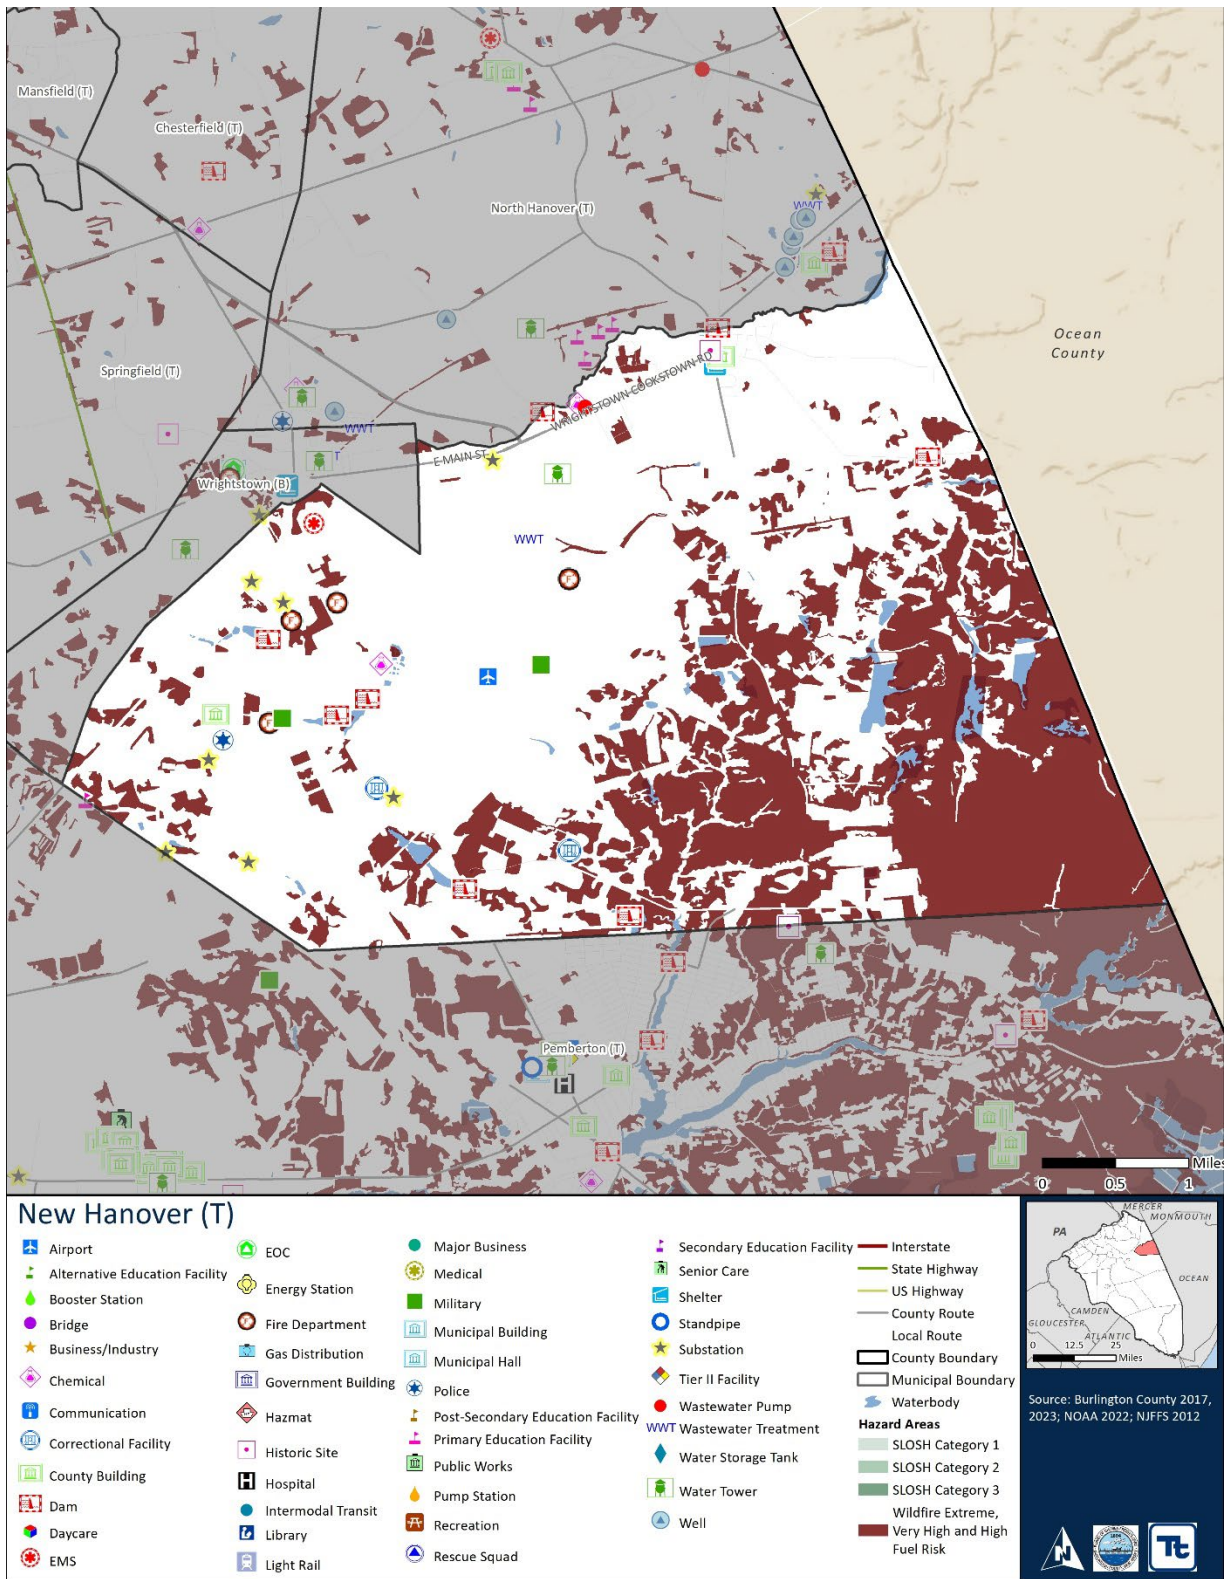 Mansfield (T)
Chesterfield (T)
North Hanover (T)
WWT
Ocean
County
Springfield (T)
WRIGHTSTOWN COOKSTOWN RD
WWT
E MAIN ST
Wrightstown (B)
WWT
Pemberton (T)
Miles
0 0.5 1
New Hanover (T)
Airport
Alternative Education Facility
Booster Station
Bridge
Business/Industry
Chemical
Communication
Correctional Facility
County Building
Dam
Daycare
EMS
EOC
Energy Station
Fire Department
Gas Distribution
Government Building
Hazmat
Historic Site
Hospital
Intermodal Transit
Library
Light Rail
Major Business
Medical
Military
Municipal Building
Municipal Hall
Police
Post-Secondary Education Facility
Primary Education Facility
Public Works
Pump Station
Recreation
Rescue Squad
Secondary Education Facility
Senior Care
Shelter
Standpipe
Substation
Tier II Facility
Wastewater Pump
WWT Wastewater Treatment
Water Storage Tank
Water Tower
Well
Interstate
State Highway
US Highway
County Route
Local Route
County Boundary
Municipal Boundary
Waterbody
Hazard Areas
SLOSH Category 1
SLOSH Category 2
SLOSH Category 3
Wildfire Extreme,
Very High and High
Fuel Risk
MERCER
MONMOUTH
PA
OCEAN
CAMDEN
GLOUCESTER
ATLANTIC
0 12.5 25
Miles
Source: Burlington County 2017,
2023; NOAA 2022; NJFFS 2012
N
Tt